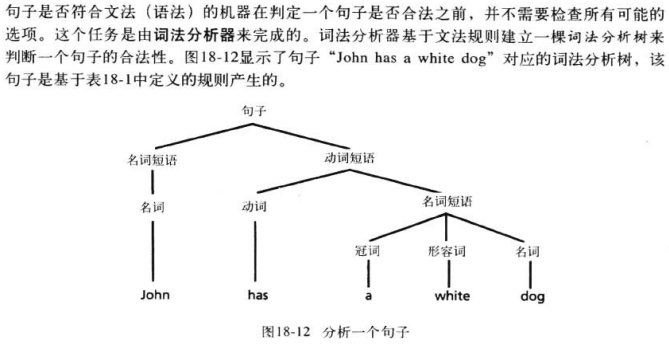 句子是否符合文法（语法）的机器在判定一个句子是否合法之前，并不需要检查所有可能的
选项。这个任务是由词法分析器来完成的。词法分析器基于文法规则建立一棵词法分析树来
判断一个句子的合法性。图18-12显示了句子“John has a white dog”对应的词法分析树，该
句子是基于表18-1中定义的规则产生的。
句子
名词短语 动词短语
名词 动词 名词短语
冠词 形容词 名词
John has a white dog
图18-12 分析一个句子